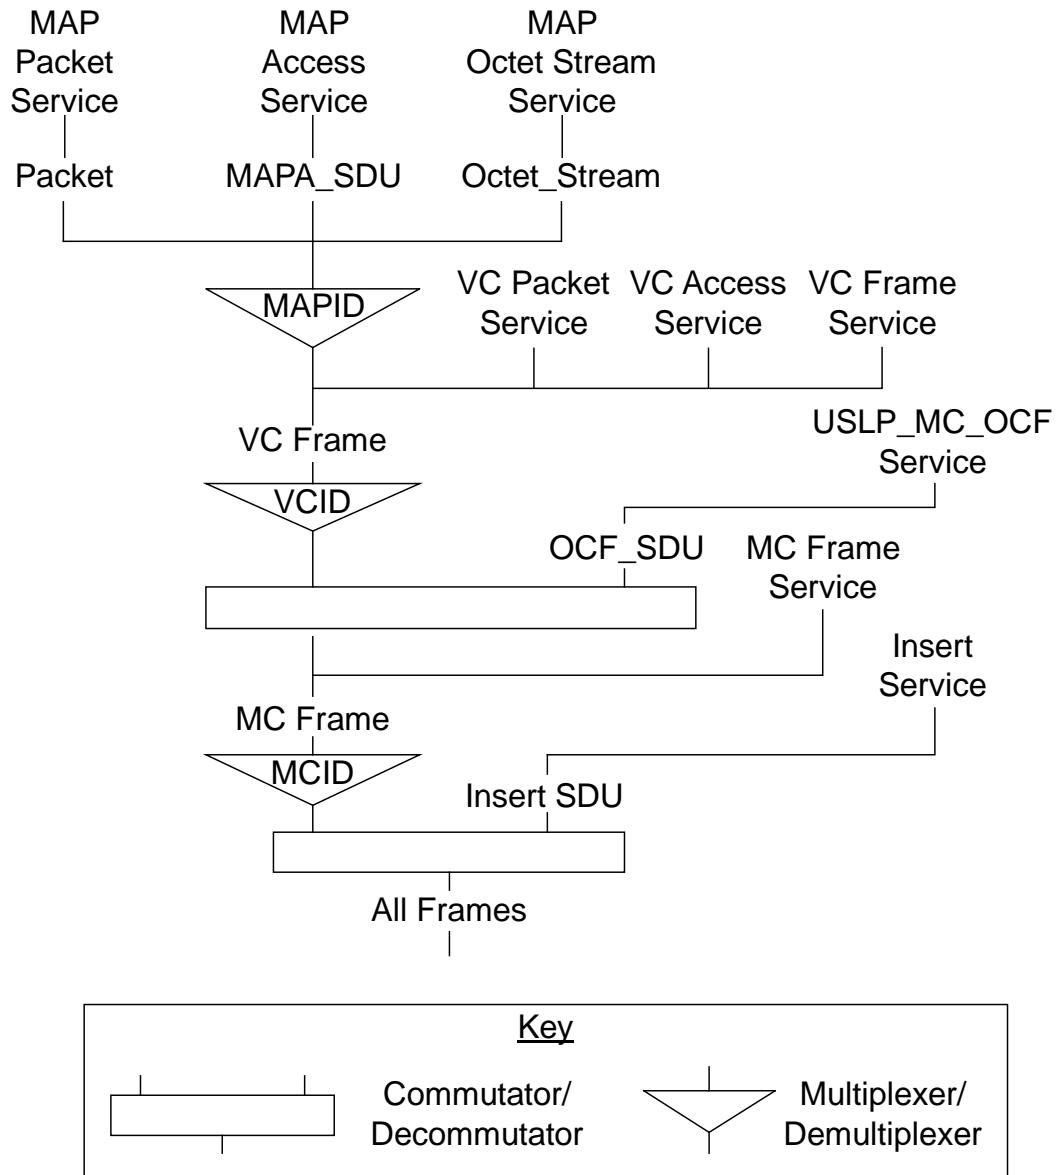 MAP
Packet
Service
MAP
Access
Service
MAP
Octet Stream
Service
Packet
MAPA_SDU
Octet_Stream
MAPID
VC Packet
Service
VC Access
Service
VC Frame
Service
VC Frame
USLP_MC_OCF
Service
VCID
OCF_SDU
MC Frame
Service
Insert
Service
MC Frame
MCID
Insert SDU
All Frames
Key
Commutator/
Decommutator
Multiplexer/
Demultiplexer